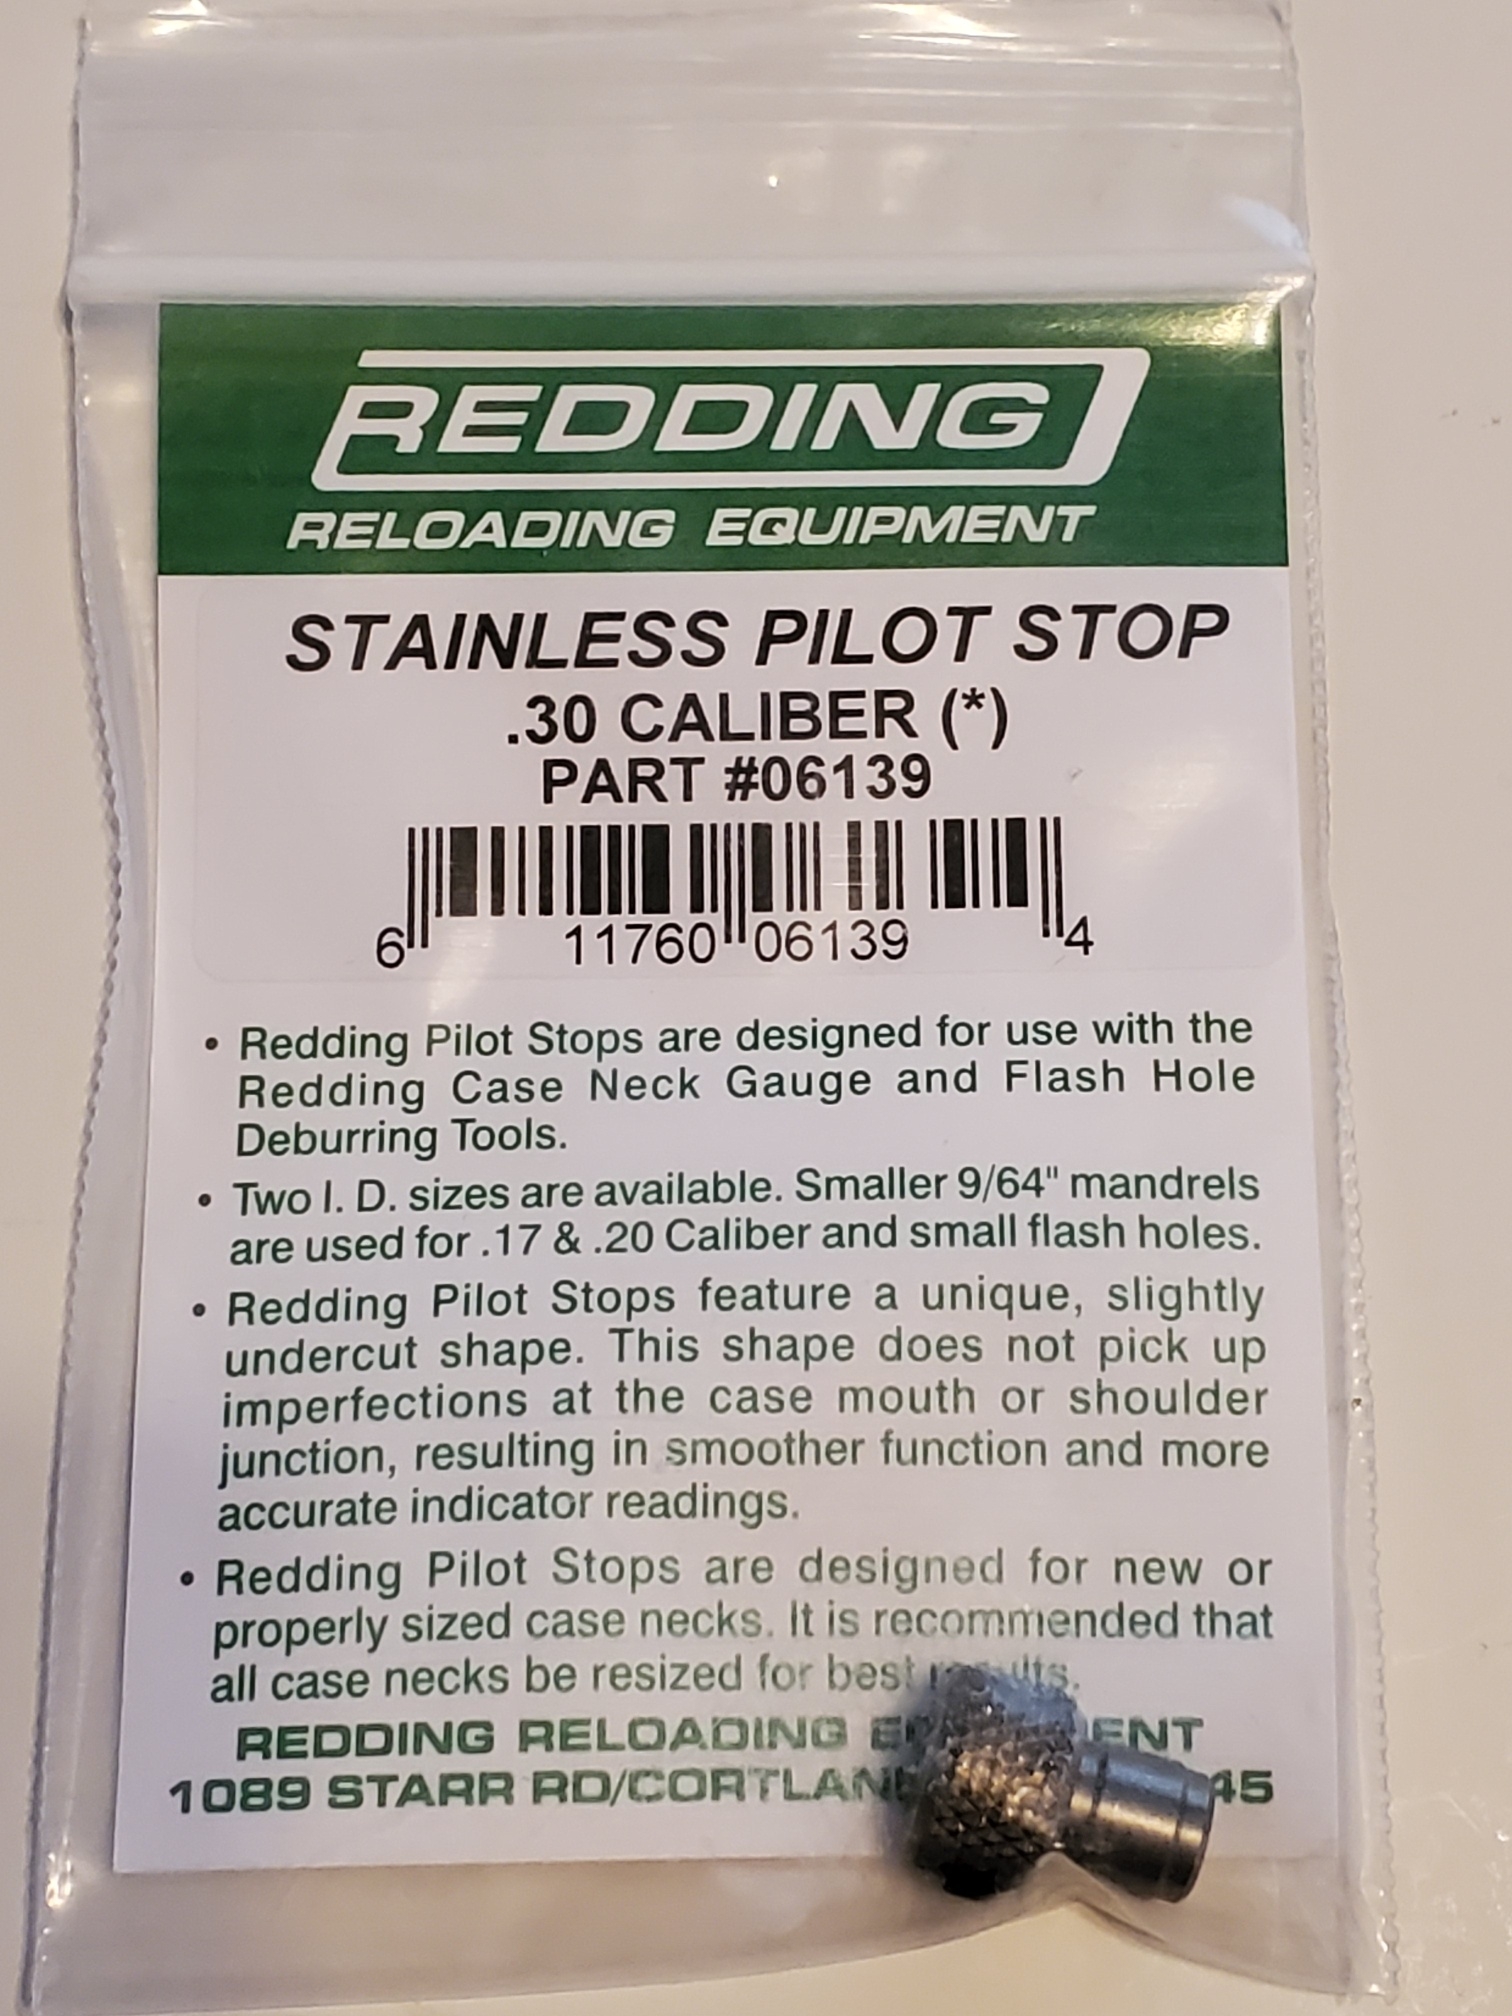 REDDING
RELOADING EQUIPMENT
STAINLESS PILOT STOP
.30 CALIBER (*)
PART #06139
6 11760 06139 4
• Redding Pilot Stops are designed for use with the
Redding Case Neck Gauge and Flash Hole
Deburring Tools.
• Two I. D. sizes are available. Smaller 9/64" mandrels
are used for .17 & .20 Caliber and small flash holes.
• Redding Pilot Stops feature a unique, slightly
undercut shape. This shape does not pick up
imperfections at the case mouth or shoulder
junction, resulting in smoother function and more
accurate indicator readings.
• Redding Pilot Stops are designed for new or
properly sized case necks. It is recommended that
all case necks be resized for best
REDDING RELOADING
1089 STARR RD/